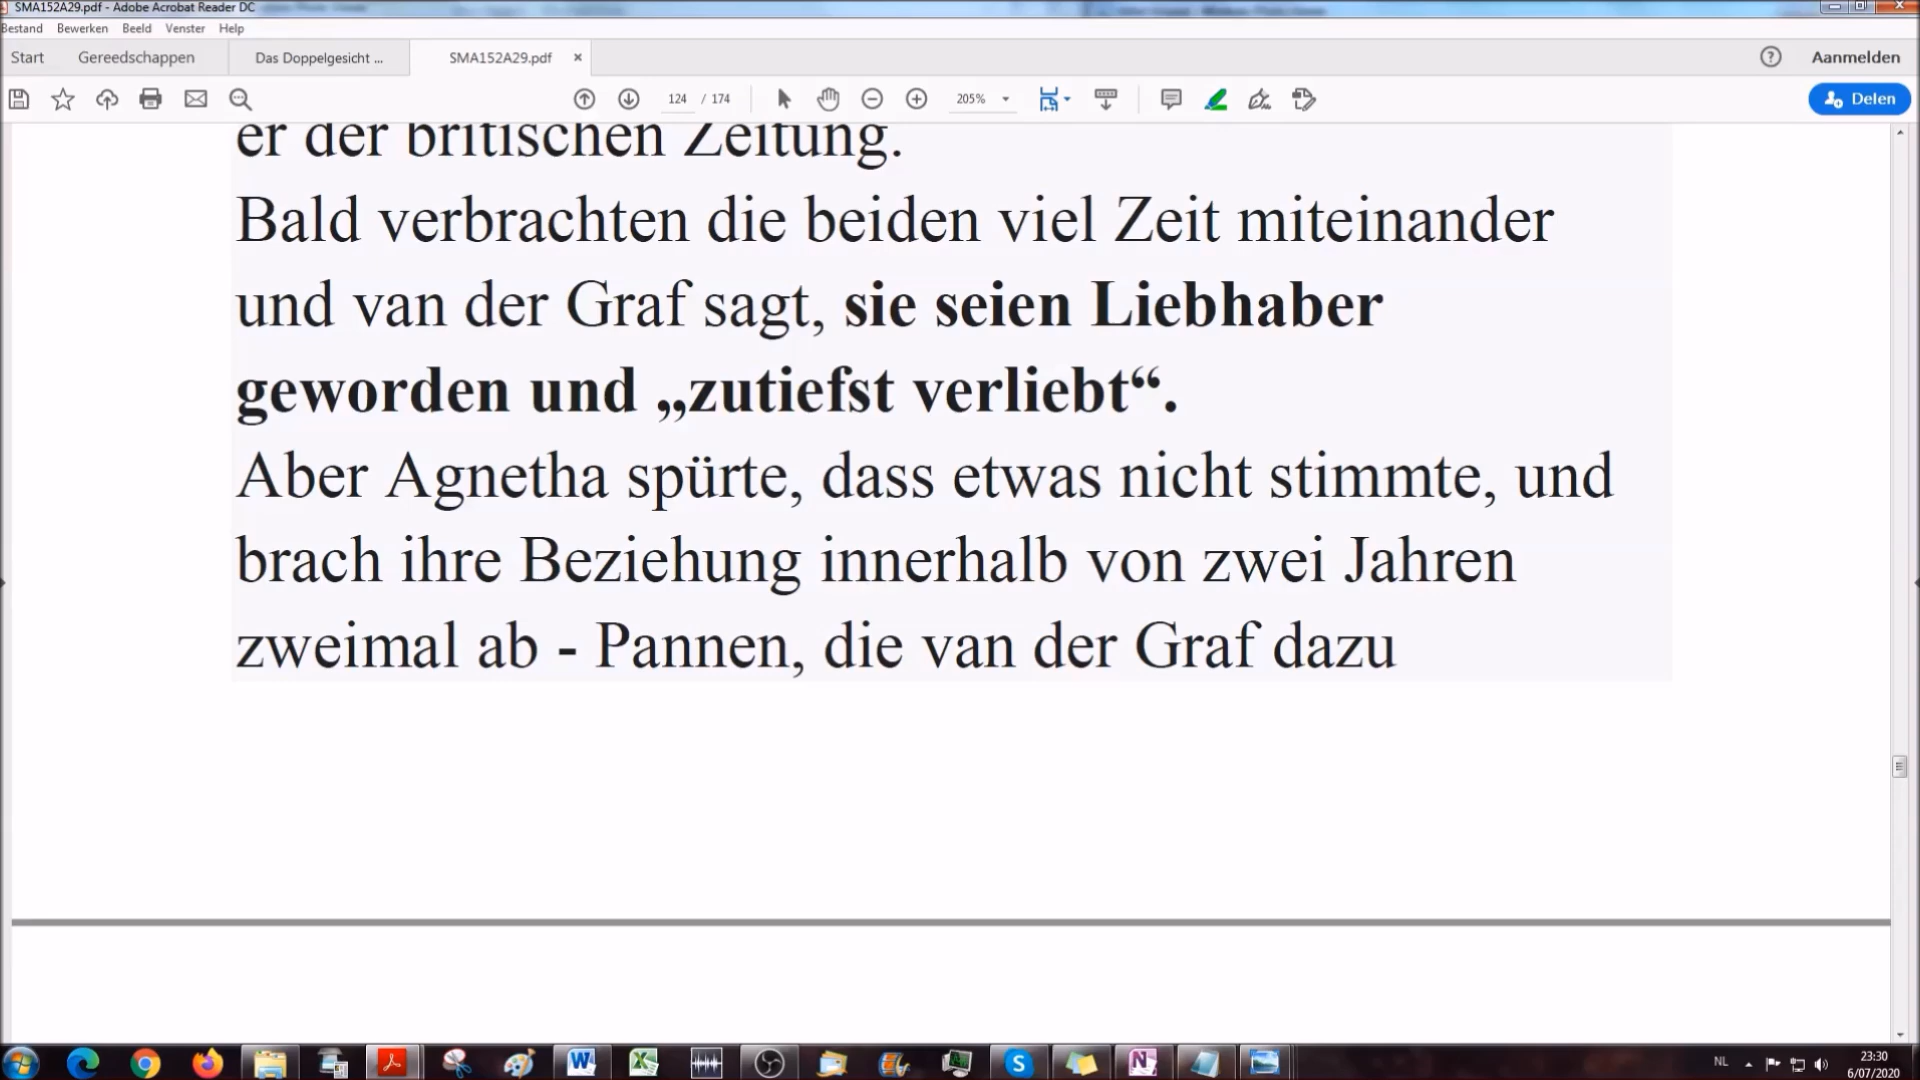 SMA152A29.pdf - Adobe Acrobat Reader DC
Bestand Bewerken Beeld Venster Help
Start Gereedschappen Das Doppelgesicht ... SMA152A29.pdf × Aanmelden
124 / 174 205% Delen
er der britischen Zeitung.
Bald verbrachten die beiden viel Zeit miteinander
und van der Graf sagt, sie seien Liebhaber
geworden und „zutiefst verliebt“.
Aber Agnetha spürte, dass etwas nicht stimmte, und
brach ihre Beziehung innerhalb von zwei Jahren
zweimal ab - Pannen, die van der Graf dazu
NL 23:30
6/07/2020